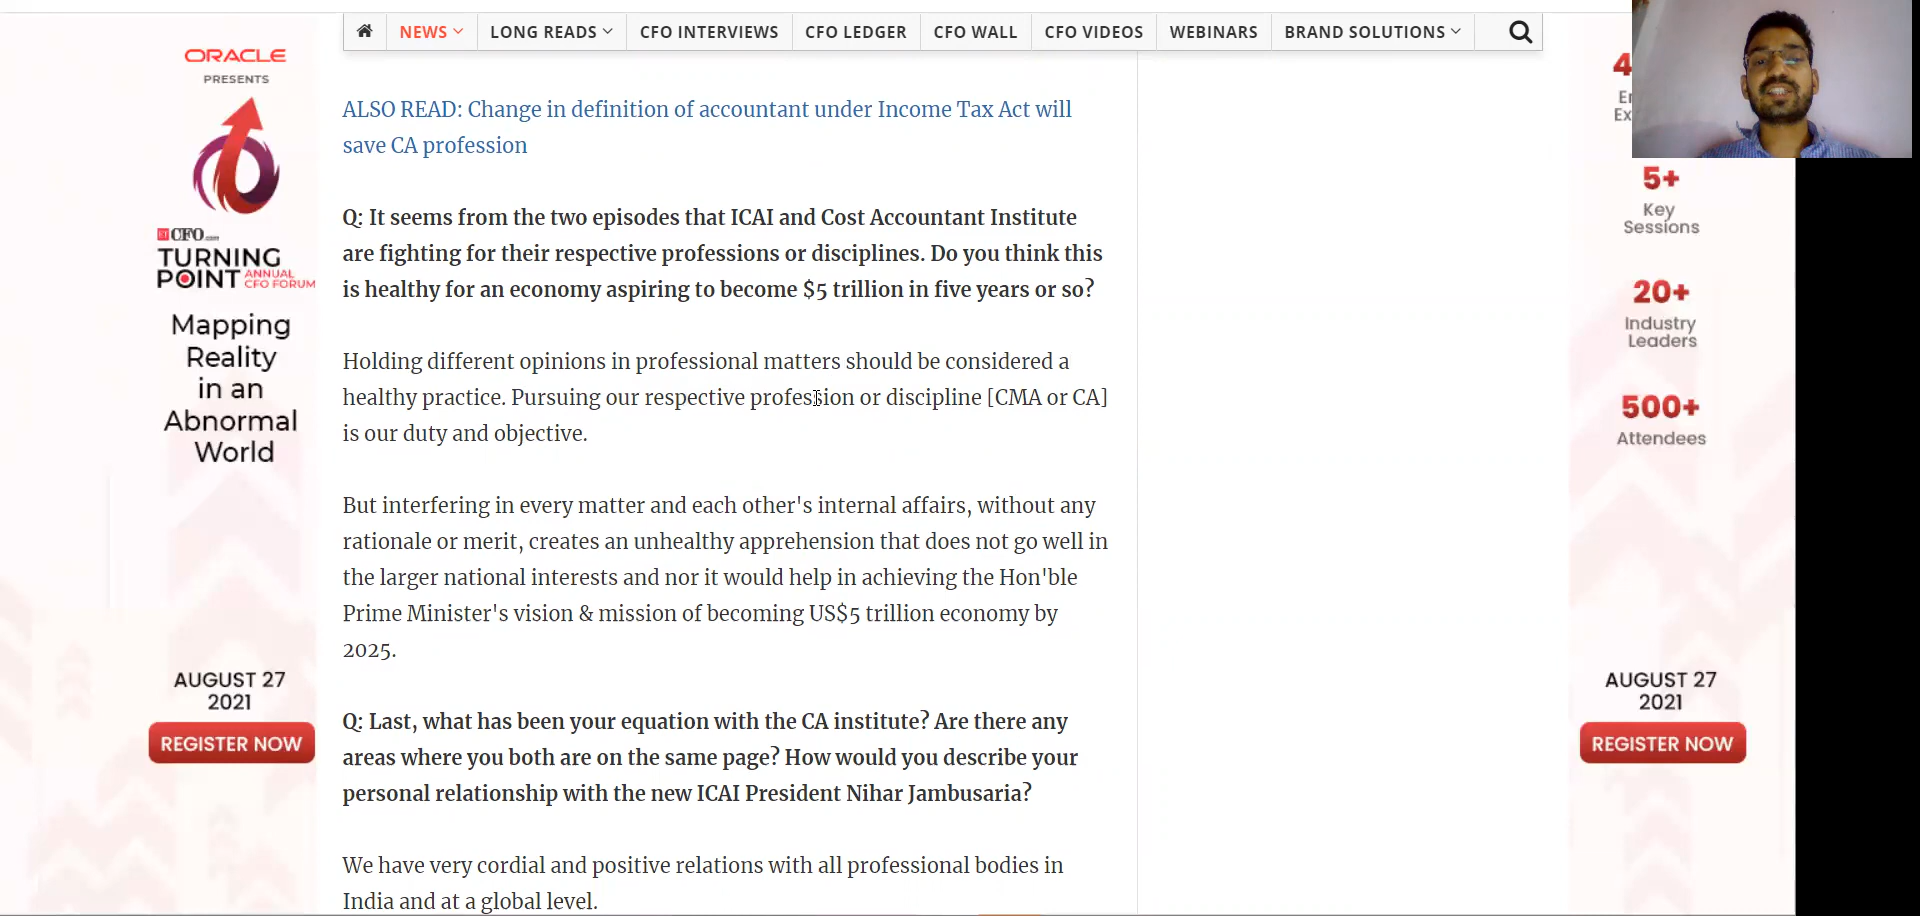 NEWS
LONG READS
CFO INTERVIEWS
CFO LEDGER
CFO WALL
CFO VIDEOS
WEBINARS
BRAND SOLUTIONS
ORACLE
PRESENTS
ET CFO.com
TURNING
POINT ANNUAL
CFO FORUM
Mapping
Reality
in an
Abnormal
World
AUGUST 27
2021
REGISTER NOW
ALSO READ: Change in definition of accountant under Income Tax Act will
save CA profession
Q: It seems from the two episodes that ICAI and Cost Accountant Institute
are fighting for their respective professions or disciplines. Do you think this
is healthy for an economy aspiring to become $5 trillion in five years or so?
Holding different opinions in professional matters should be considered a
healthy practice. Pursuing our respective profession or discipline [CMA or CA]
is our duty and objective.
But interfering in every matter and each other's internal affairs, without any
rationale or merit, creates an unhealthy apprehension that does not go well in
the larger national interests and nor it would help in achieving the Hon'ble
Prime Minister's vision & mission of becoming US$5 trillion economy by
2025.
Q: Last, what has been your equation with the CA institute? Are there any
areas where you both are on the same page? How would you describe your
personal relationship with the new ICAI President Nihar Jambusaria?
We have very cordial and positive relations with all professional bodies in
India and at a global level.
5+
Key
Sessions
20+
Industry
Leaders
500+
Attendees
AUGUST 27
2021
REGISTER NOW